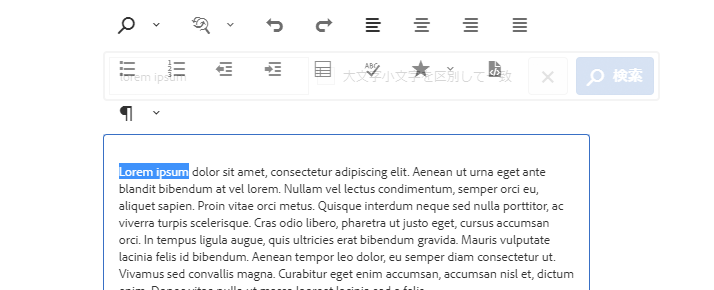 lorem ipsum
大文字小文字を区別して一致
検索
Lorem ipsum dolor sit amet, consectetur adipiscing elit. Aenean ut urna eget ante
blandit bibendum at vel lorem. Nullam vel lectus condimentum, semper orci eu,
aliquet sapien. Proin vitae orci metus. Quisque interdum neque sed nulla porttitor, ac
viverra turpis scelerisque. Cras odio libero, pharetra ut justo eget, cursus accumsan
orci. In tempus ligula augue, quis ultricies erat bibendum gravida. Mauris vulputate
lacinia felis id bibendum. Aenean tempor leo dolor, eu semper diam consectetur ut.
Vivamus sed convallis magna. Curabitur eget enim accumsan, accumsan nisl et, dictum